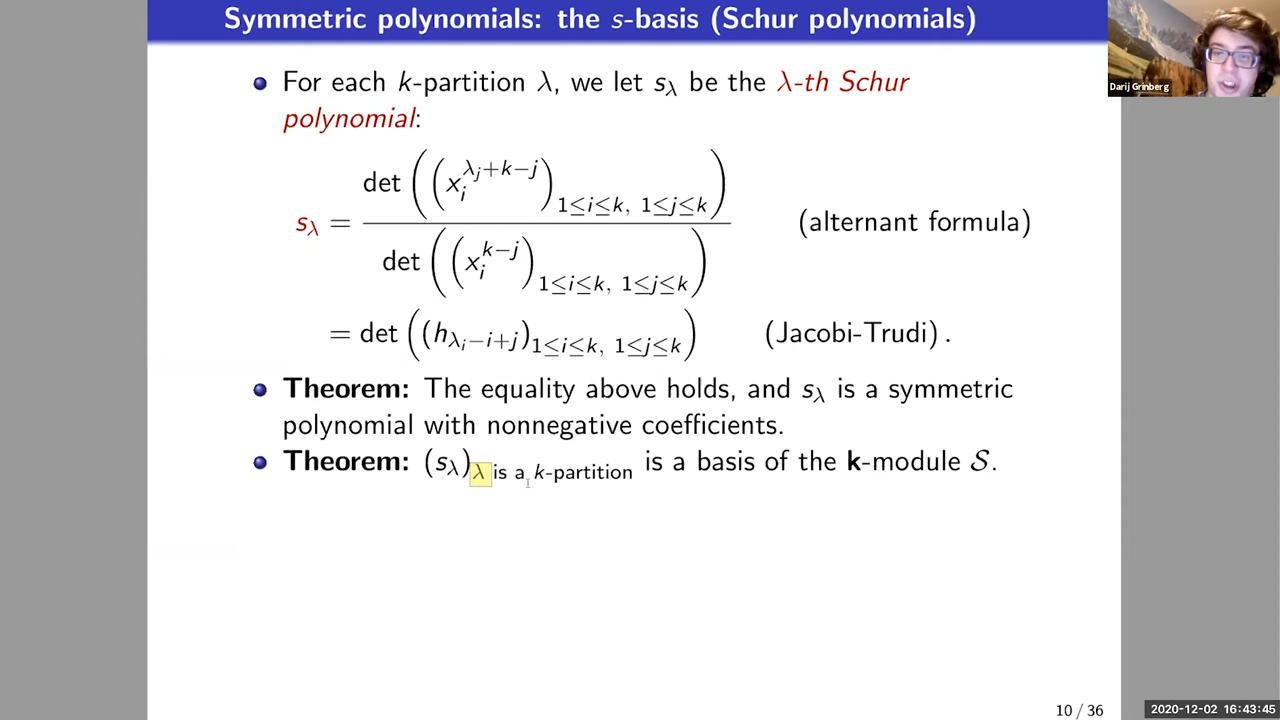 Symmetric polynomials: the s-basis (Schur polynomials)
For each k-partition λ, we let s_λ be the λ-th Schur
polynomial:
s_λ = det((x_i^{λ_j+k−j})_{1≤i≤k, 1≤j≤k}) / det((x_i^{k−j})_{1≤i≤k, 1≤j≤k}) (alternant formula)
= det((h_{λ_i−i+j})_{1≤i≤k, 1≤j≤k}) (Jacobi-Trudi).
Theorem: The equality above holds, and s_λ is a symmetric
polynomial with nonnegative coefficients.
Theorem: (s_λ)_{λ is a k-partition} is a basis of the k-module 𝒮.
10 / 36
Darij Grinberg
2020-12-02 16:43:45